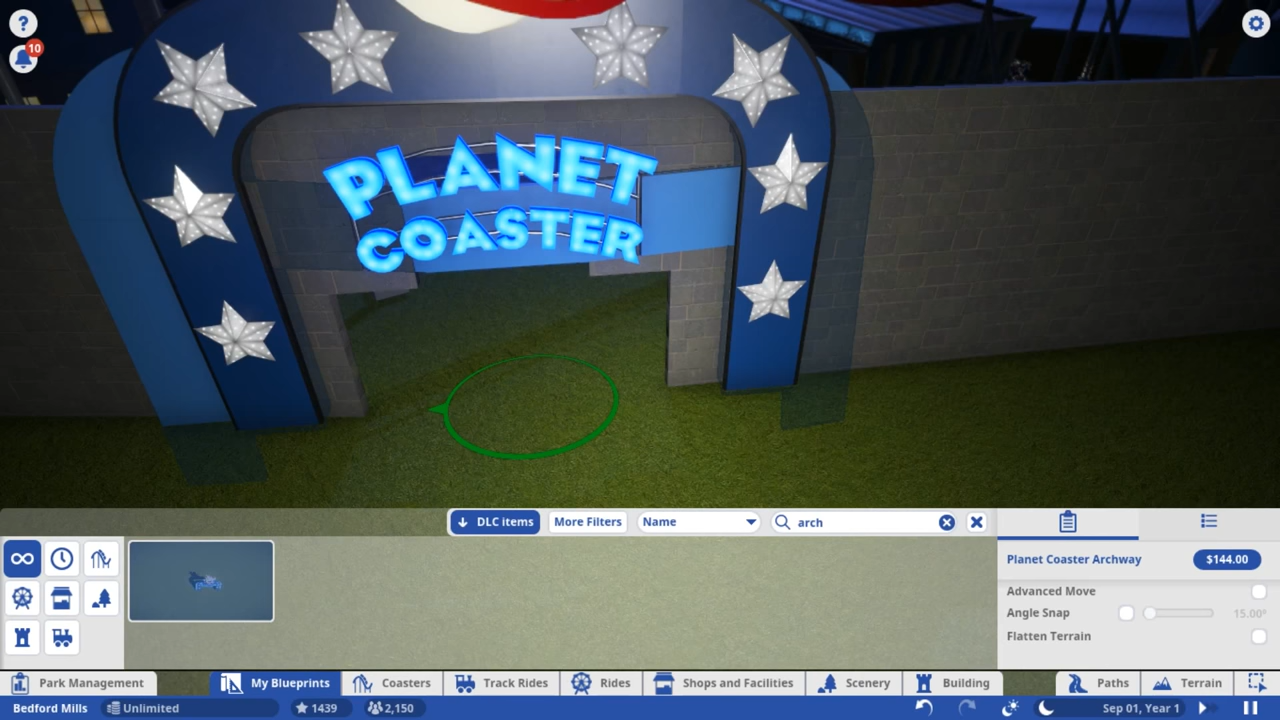 ?
10
PLANET
COASTER
DLC items
More Filters
Name
arch
Planet Coaster Archway
$144.00
Advanced Move
Angle Snap
15.00°
Flatten Terrain
Park Management
My Blueprints
Coasters
Track Rides
Rides
Shops and Facilities
Scenery
Building
Paths
Terrain
Bedford Mills
Unlimited
1439
2,150
Sep 01, Year 1